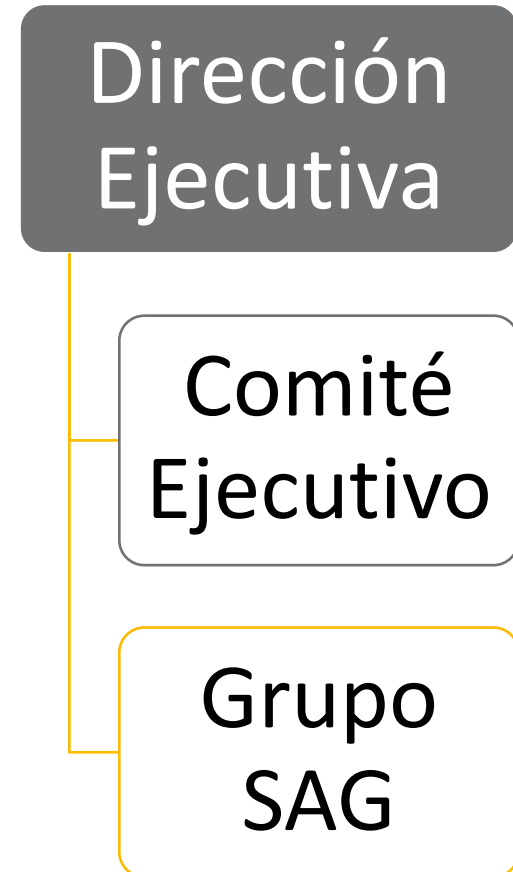 Dirección
Ejecutiva
Comité
Ejecutivo
Grupo
SAG